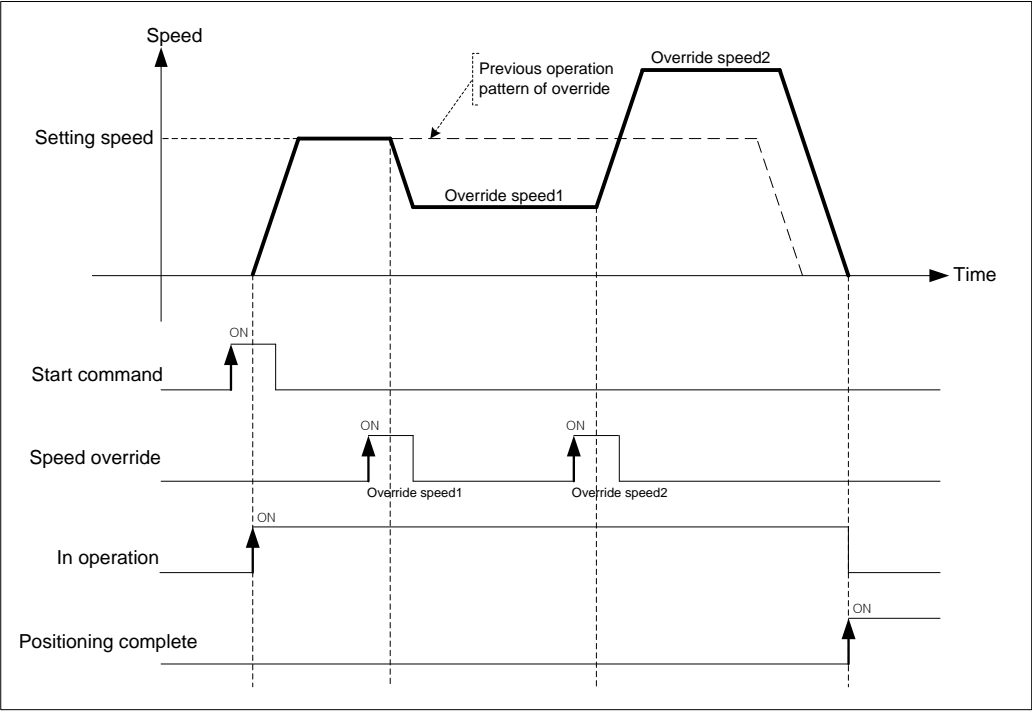 Speed
Override speed2
Previous operation
pattern of override
Setting speed
Override speed1
Time
ON
Start command
ON
ON
Speed override
Override speed1
Override speed2
ON
In operation
ON
Positioning complete